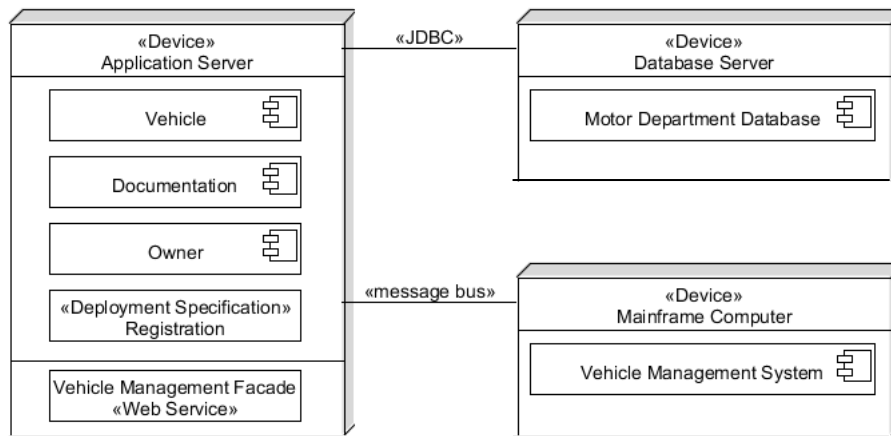 «Device»
Application Server
Vehicle
Documentation
Owner
«Deployment Specification»
Registration
Vehicle Management Facade
«Web Service»
«JDBC»
«message bus»
«Device»
Database Server
Motor Department Database
«Device»
Mainframe Computer
Vehicle Management System